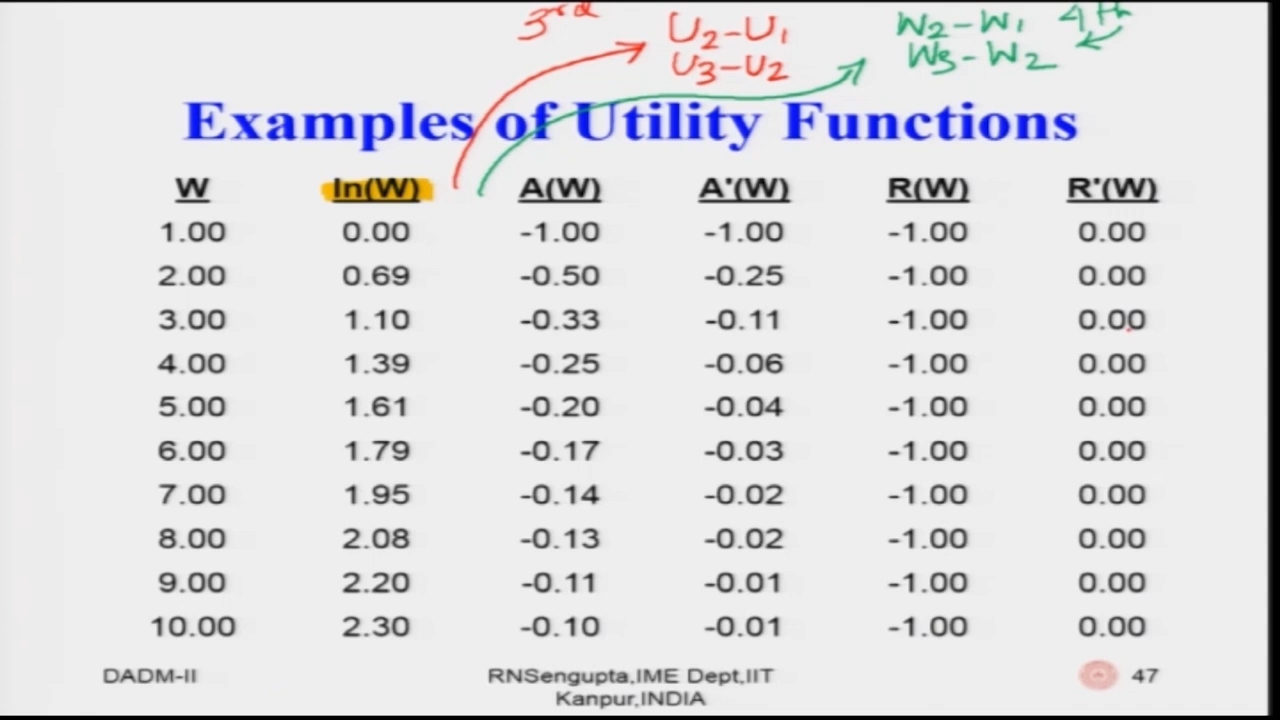 3rd U2-U1 W2-W1 4th
U3-U2 W3-W2
Examples of Utility Functions
W ln(W) A(W) A'(W) R(W) R'(W)
1.00 0.00 -1.00 -1.00 -1.00 0.00
2.00 0.69 -0.50 -0.25 -1.00 0.00
3.00 1.10 -0.33 -0.11 -1.00 0.00
4.00 1.39 -0.25 -0.06 -1.00 0.00
5.00 1.61 -0.20 -0.04 -1.00 0.00
6.00 1.79 -0.17 -0.03 -1.00 0.00
7.00 1.95 -0.14 -0.02 -1.00 0.00
8.00 2.08 -0.13 -0.02 -1.00 0.00
9.00 2.20 -0.11 -0.01 -1.00 0.00
10.00 2.30 -0.10 -0.01 -1.00 0.00
DADM-II RNSengupta,IME Dept,IIT 47
Kanpur,INDIA